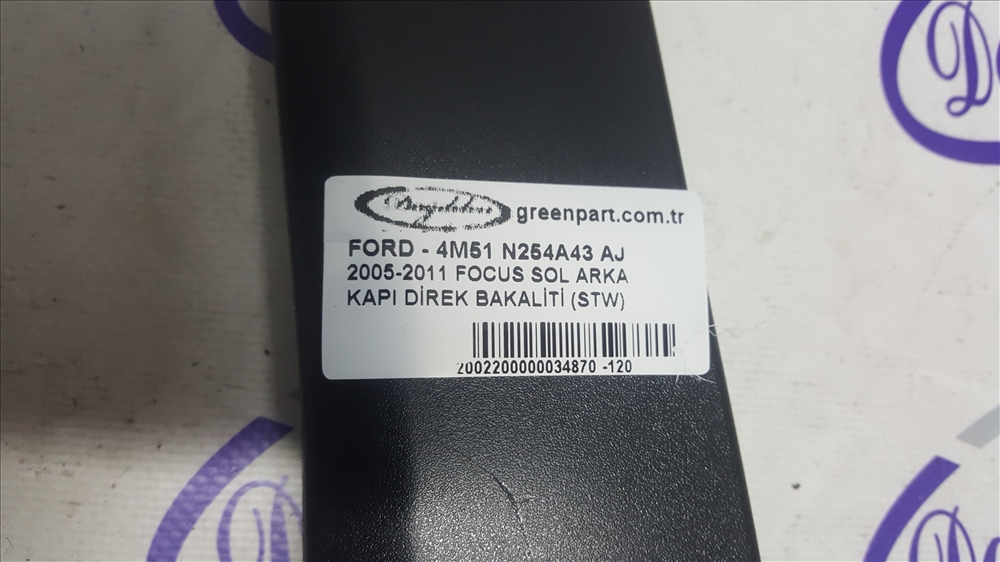 greenpart.com.tr
FORD - 4M51 N254A43 AJ
2005-2011 FOCUS SOL ARKA
KAPI DİREK BAKALİTİ (STW)
2002200000034870 -120